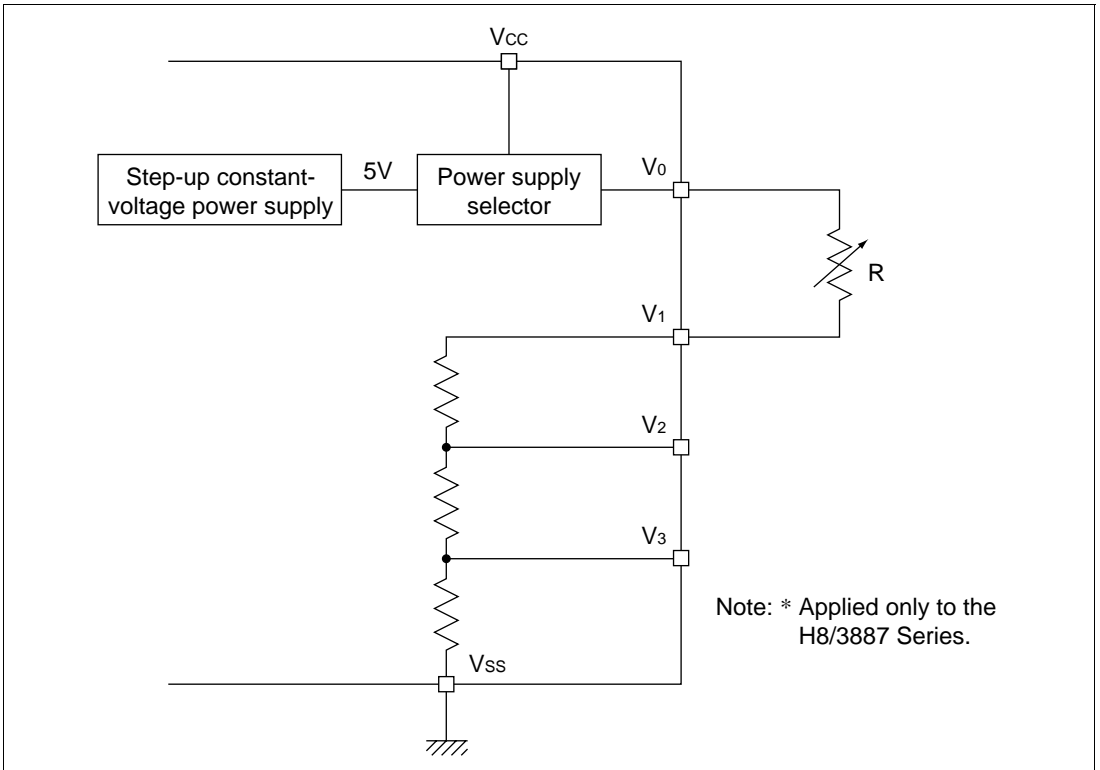 VCC
Step-up constant-
voltage power supply
5V
Power supply
selector
V0
R
V1
V2
V3
Note: * Applied only to the
H8/3887 Series.
VSS